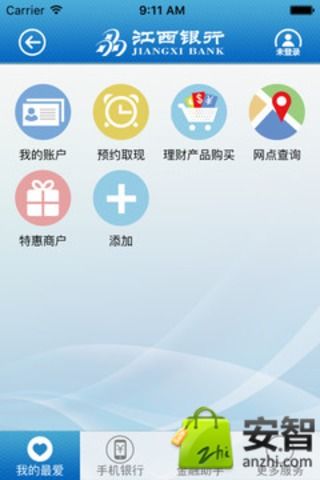 Carrier 9:11 AM
江西银行
JIANGXI BANK
未登录
我的账户 预约取现 理财产品购买 网点查询
特惠商户 添加
安智
zhi
anzhi.com
我的最爱 手机银行 金融助手 更多服务